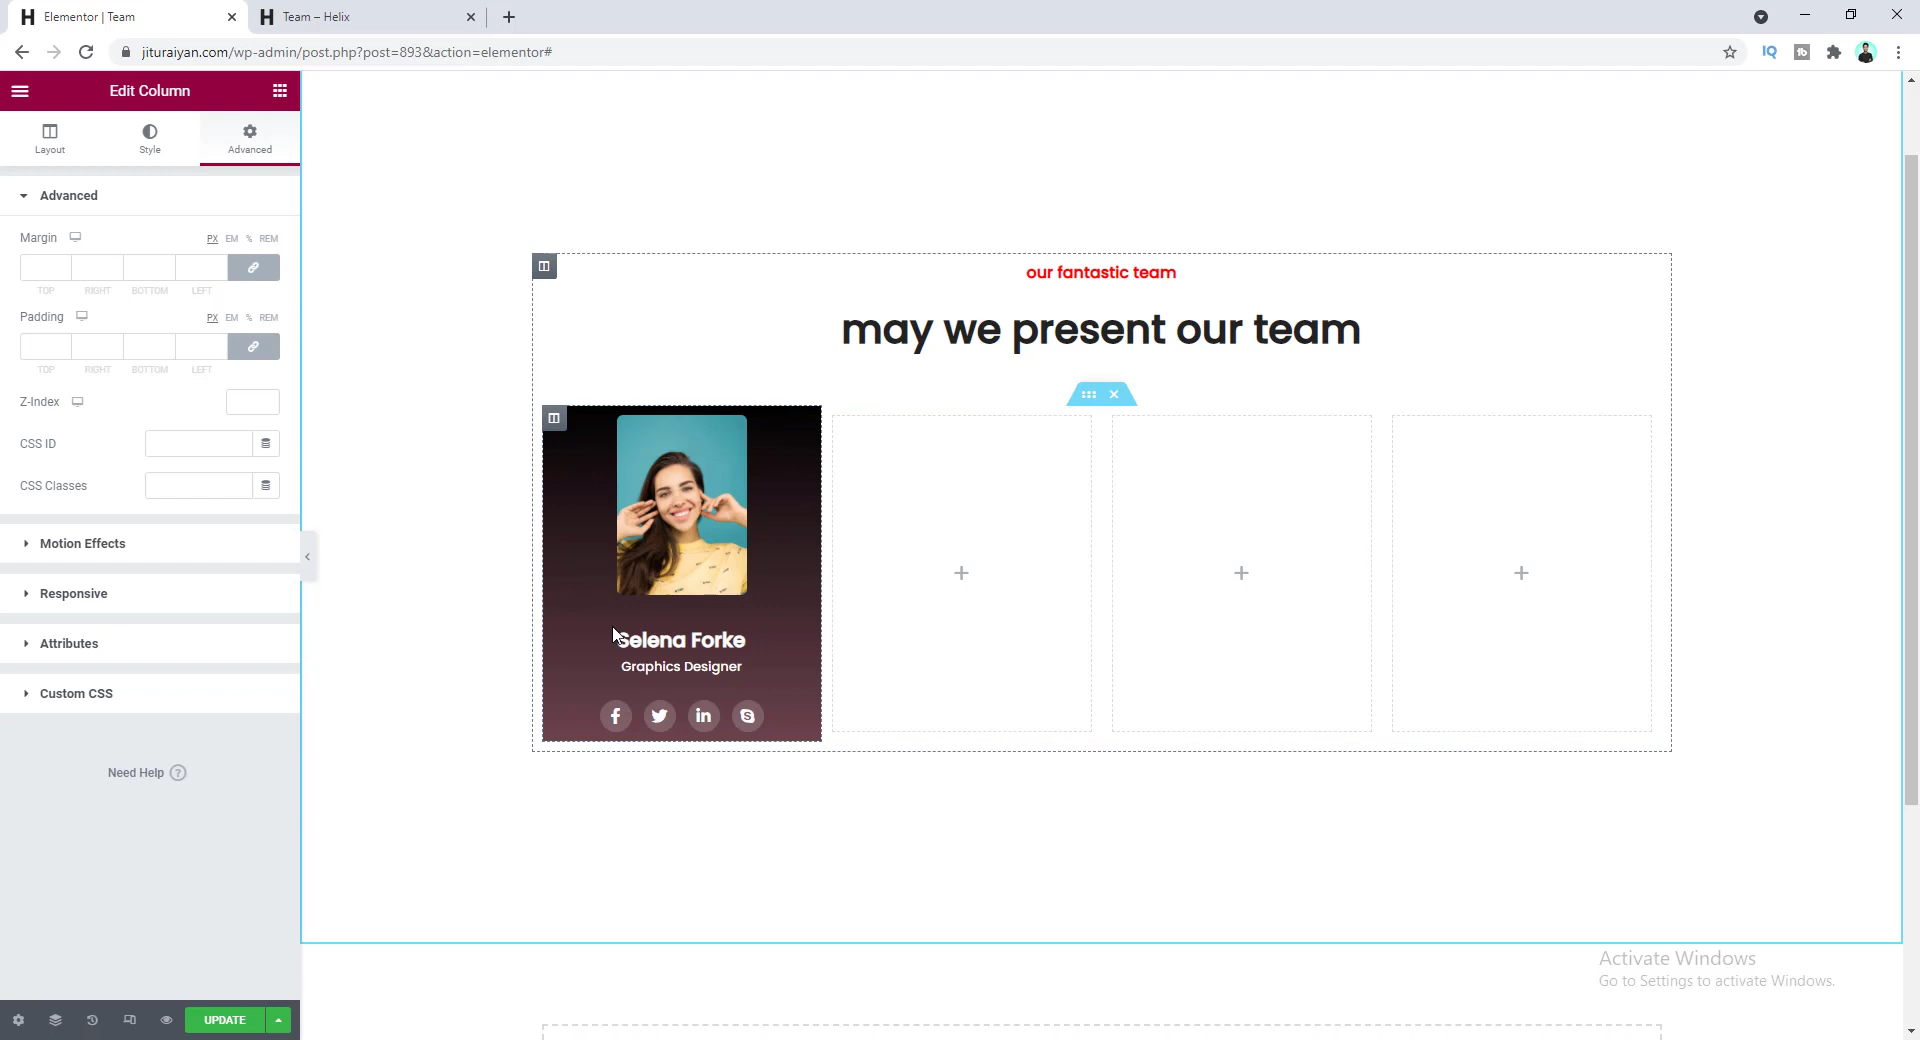 Elementor | Team
Team – Helix
jituraiyan.com/wp-admin/post.php?post=893&action=elementor#
Edit Column
Layout
Style
Advanced
Advanced
Margin
PX EM % REM
TOP RIGHT BOTTOM LEFT
Padding
PX EM % REM
TOP RIGHT BOTTOM LEFT
Z-Index
CSS ID
CSS Classes
Motion Effects
Responsive
Attributes
Custom CSS
Need Help ?
UPDATE
our fantastic team
may we present our team
Selena Forke
Graphics Designer
Activate Windows
Go to Settings to activate Windows.